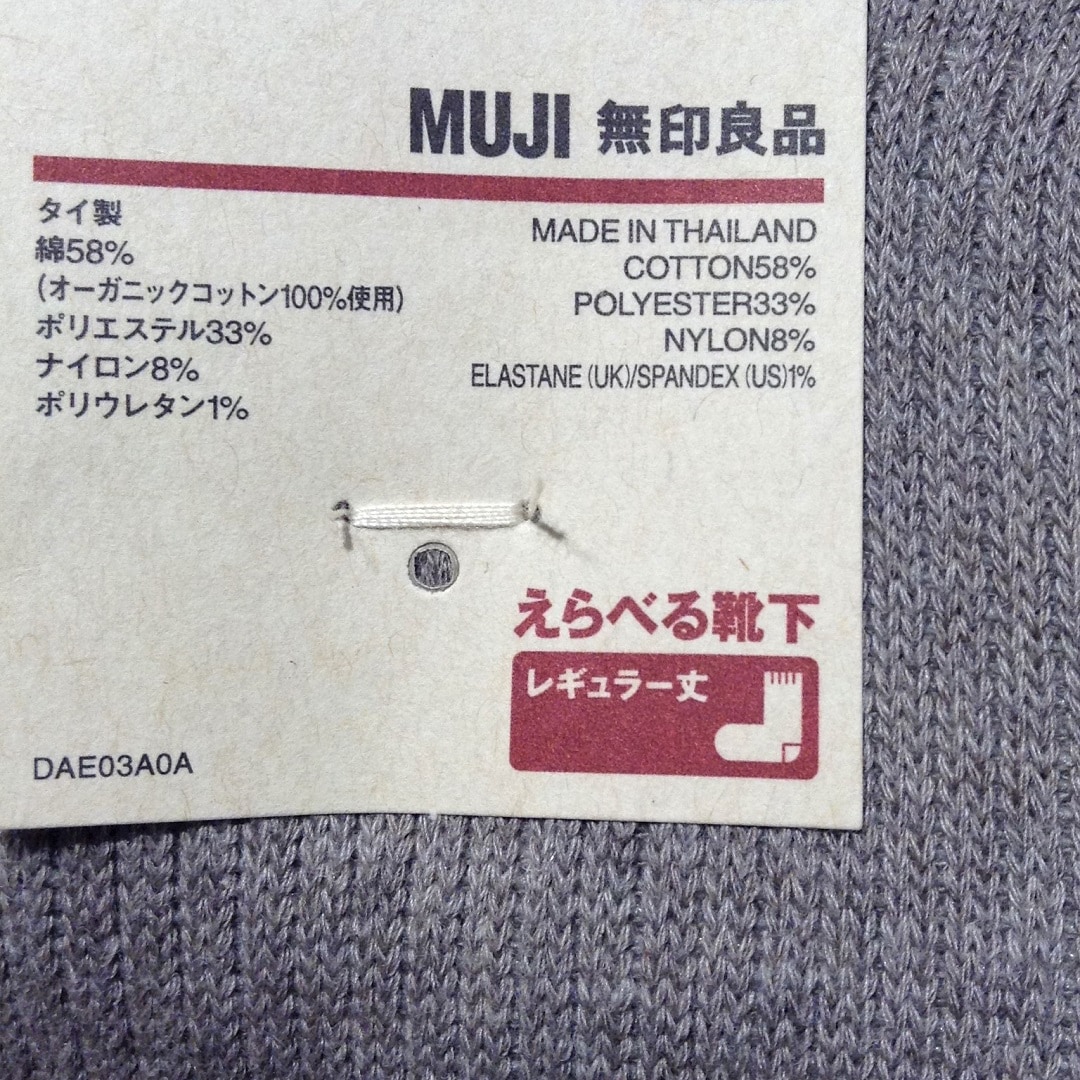 MUJI 無印良品
タイ製
綿58%
(オーガニックコットン100%使用)
ポリエステル33%
ナイロン8%
ポリウレタン1%
MADE IN THAILAND
COTTON58%
POLYESTER33%
NYLON8%
ELASTANE (UK)/SPANDEX (US)1%
えらべる靴下
レギュラー丈
DAE03A0A